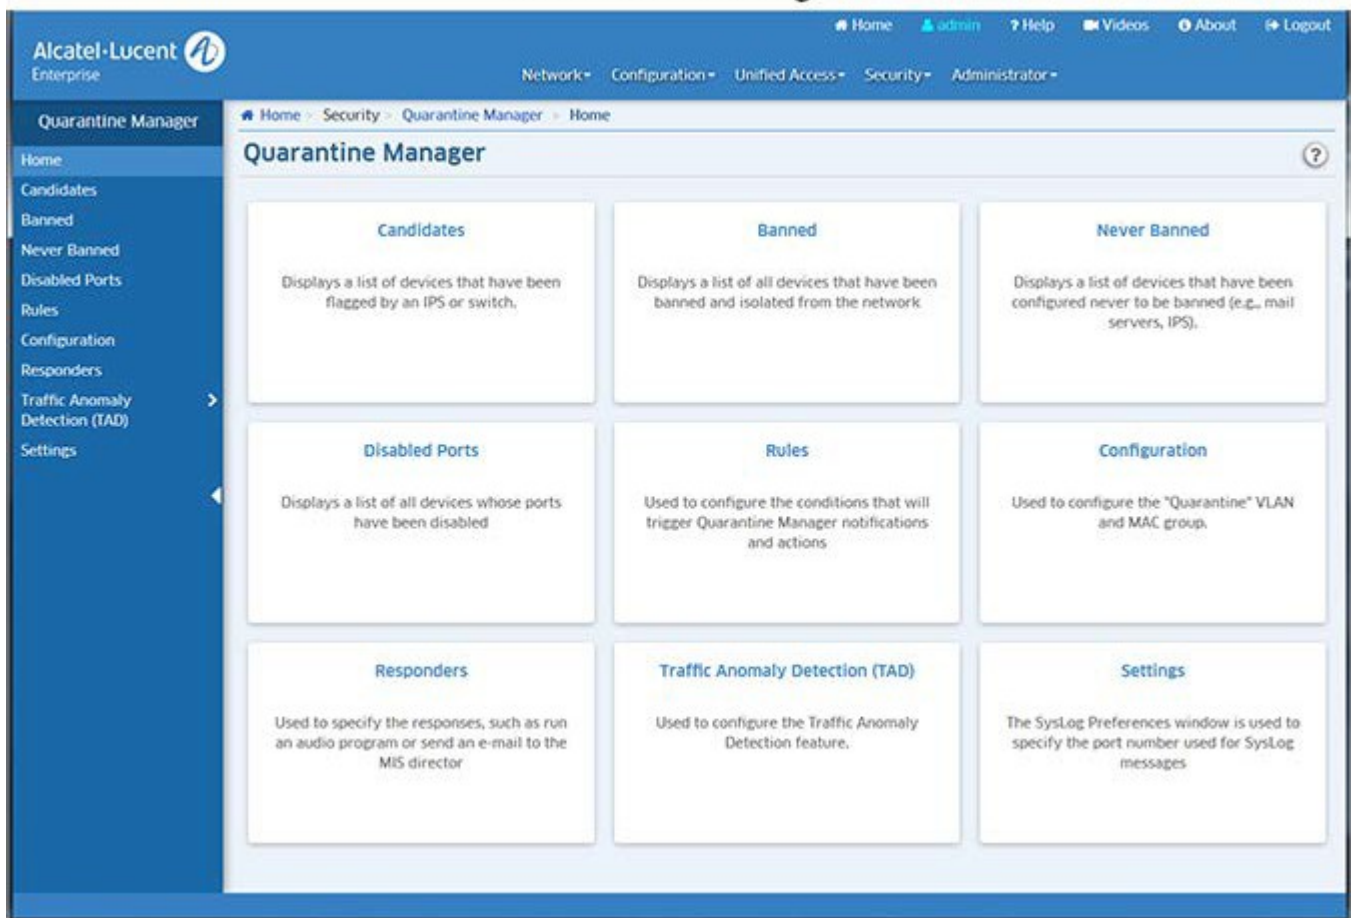 Home admin ? Help Videos About Logout
Alcatel·Lucent
Enterprise
Network Configuration Unified Access Security Administrator
Quarantine Manager
Home
Candidates
Banned
Never Banned
Disabled Ports
Rules
Configuration
Responders
Traffic Anomaly
Detection (TAD)
Settings
Home > Security > Quarantine Manager > Home
Quarantine Manager
?
Candidates
Displays a list of devices that have been
flagged by an IPS or switch.
Banned
Displays a list of all devices that have been
banned and isolated from the network
Never Banned
Displays a list of devices that have been
configured never to be banned (e.g., mail
servers, IPS).
Disabled Ports
Displays a list of all devices whose ports
have been disabled
Rules
Used to configure the conditions that will
trigger Quarantine Manager notifications
and actions
Configuration
Used to configure the "Quarantine" VLAN
and MAC group.
Responders
Used to specify the responses, such as run
an audio program or send an e-mail to the
MIS director
Traffic Anomaly Detection (TAD)
Used to configure the Traffic Anomaly
Detection feature.
Settings
The SysLog Preferences window is used to
specify the port number used for SysLog
messages